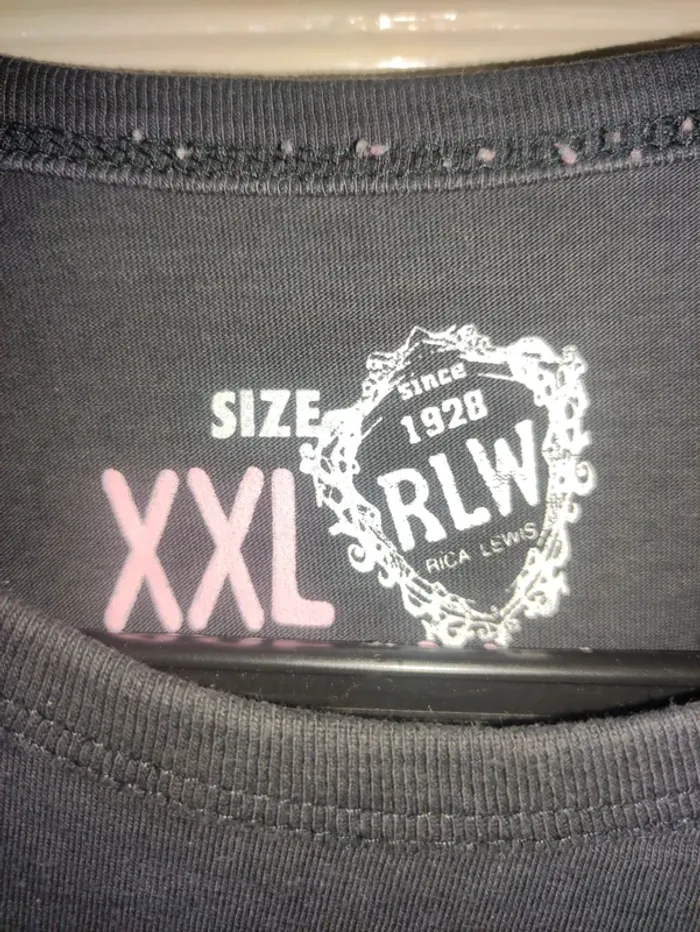 SIZE
XXL
since
1928
RLW
RICA LEWIS